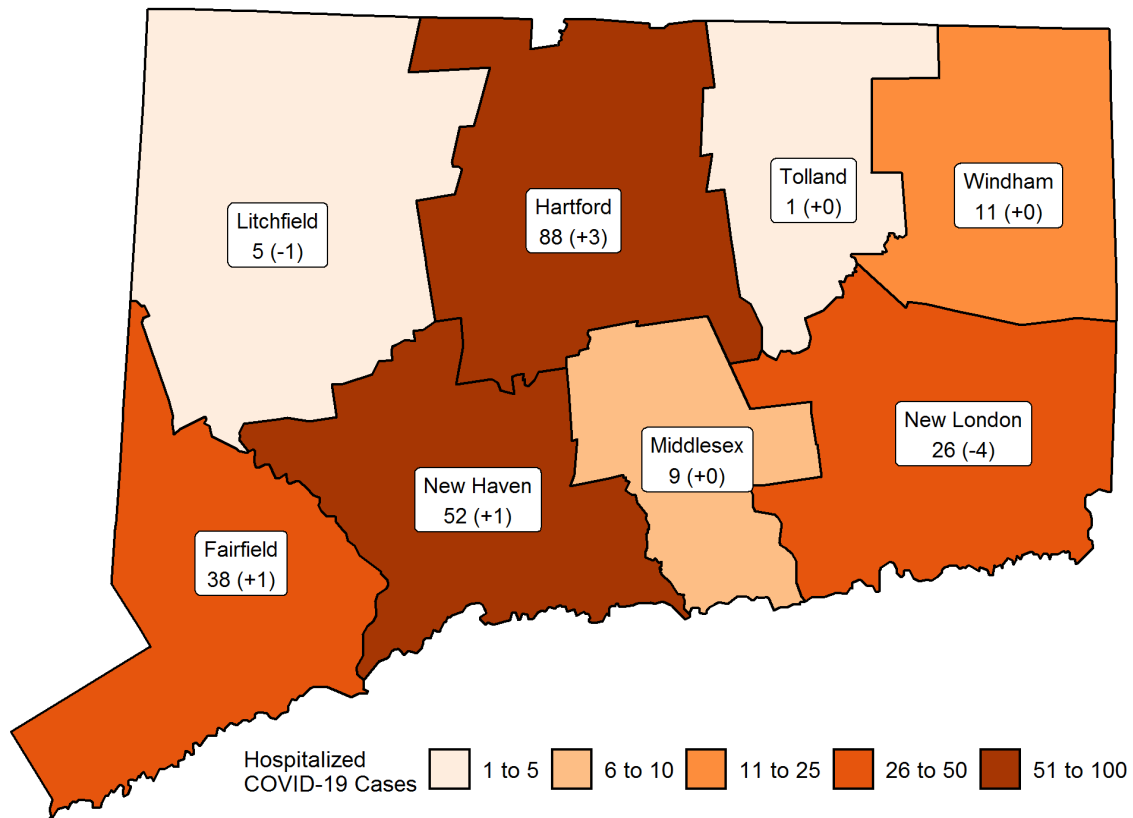 Litchfield
5 (-1)
Hartford
88 (+3)
Tolland
1 (+0)
Windham
11 (+0)
Fairfield
38 (+1)
New Haven
52 (+1)
Middlesex
9 (+0)
New London
26 (-4)
Hospitalized
COVID-19 Cases
1 to 5
6 to 10
11 to 25
26 to 50
51 to 100